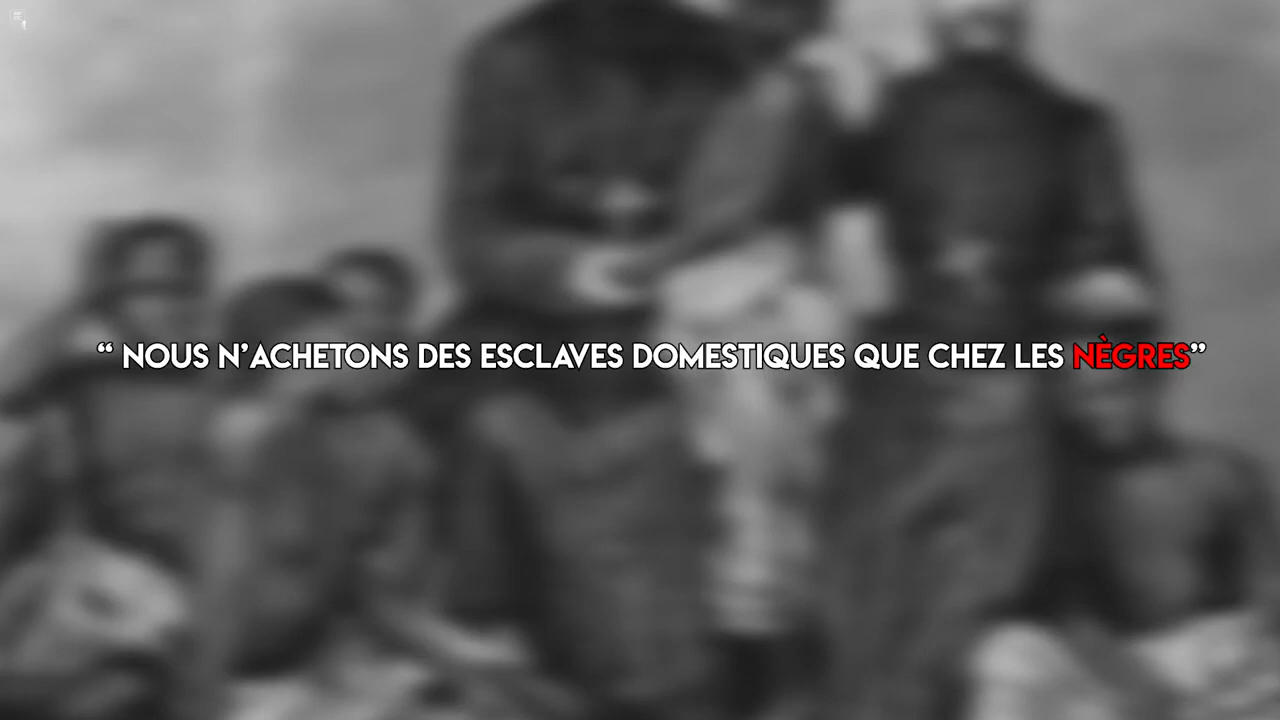 “ NOUS N’ACHETONS DES ESCLAVES DOMESTIQUES QUE CHEZ LES NÈGRES”